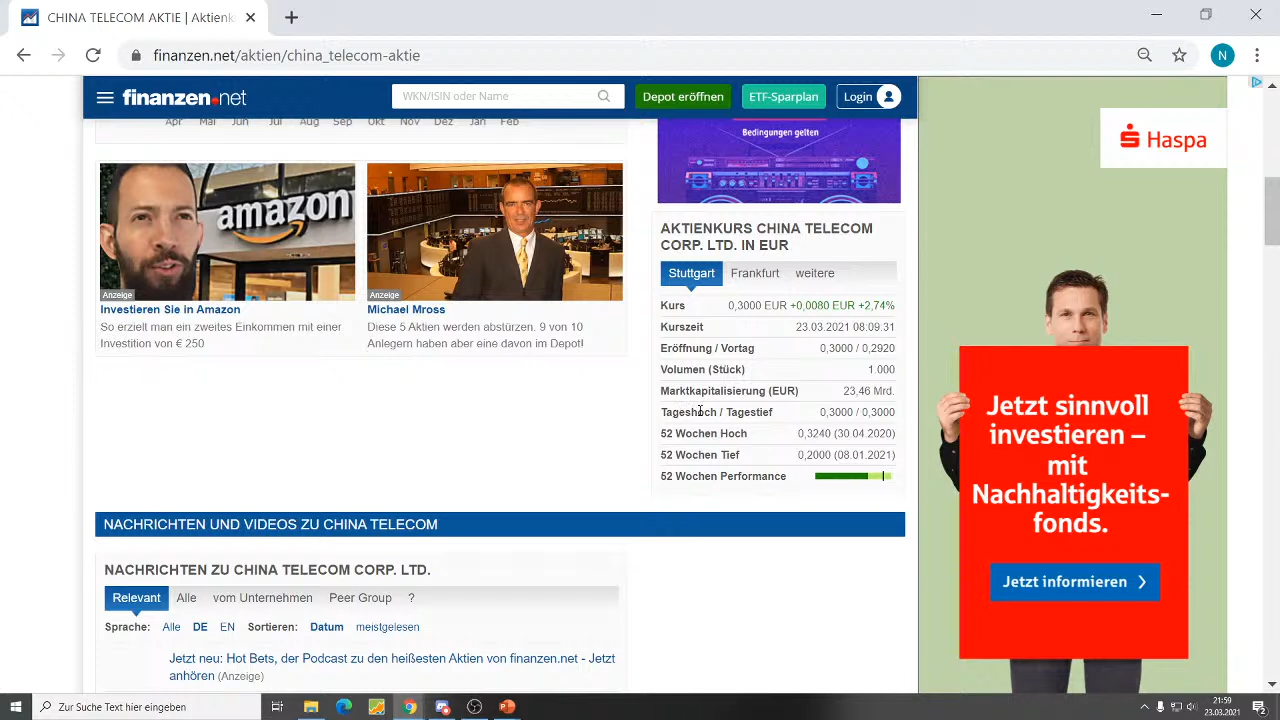 CHINA TELECOM AKTIE | Aktienk
finanzen.net/aktien/china_telecom-aktie
N
finanzen.net
WKN/ISIN oder Name
Depot eröffnen
ETF-Sparplan
Login
Apr Mai Jun Jul Aug Sep Okt Nov Dez Jan Feb
Bedingungen gelten
amazon
Anzeige
Anzeige
Investieren Sie in Amazon
So erzielt man ein zweites Einkommen mit einer
Investition von € 250
Michael Mross
Diese 5 Aktien werden abstürzen. 9 von 10
Anlegern haben aber eine davon im Depot!
AKTIENKURS CHINA TELECOM
CORP. LTD. IN EUR
Stuttgart Frankfurt weitere
Kurs 0,3000 EUR +0,0080 EUR +2,74%
Kurszeit 23.03.2021 08:09:31
Eröffnung / Vortag 0,3000 / 0,2920
Volumen (Stück) 1.000
Marktkapitalisierung (EUR) 23,46 Mrd.
Tageshoch / Tagestief 0,3000 / 0,3000
52 Wochen Hoch 0,3240 (30.04.2020)
52 Wochen Tief 0,2000 (08.01.2021)
52 Wochen Performance
NACHRICHTEN UND VIDEOS ZU CHINA TELECOM
NACHRICHTEN ZU CHINA TELECOM CORP. LTD.
Relevant Alle vom Unternehmen Peer Group ?
Sprache: Alle DE EN Sortieren: Datum meistgelesen
Jetzt neu: Hot Bets, der Podcast zu den heißesten Aktien von finanzen.net - Jetzt
anhören (Anzeige)
Haspa
Jetzt sinnvoll
investieren –
mit
Nachhaltigkeits-
fonds.
Jetzt informieren
Zur Suche Text hier eingeben
21:59
23.03.2021
2